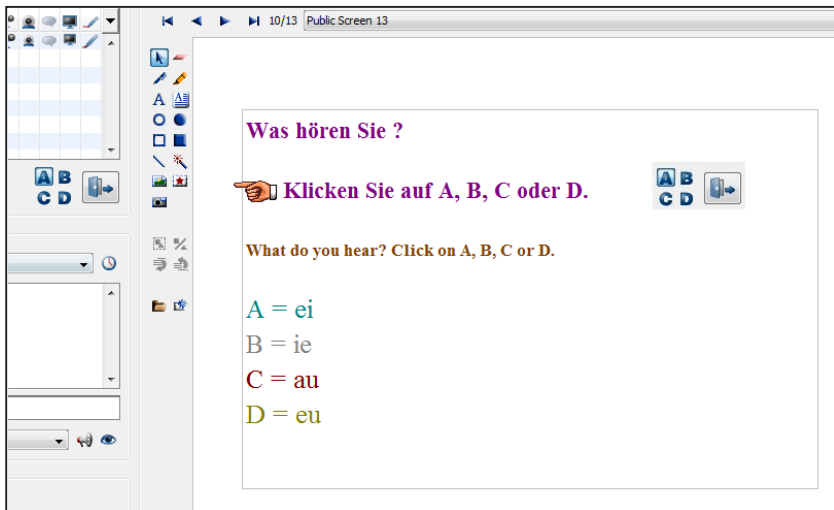 10/13 Public Screen 13
Was hören Sie ?
Klicken Sie auf A, B, C oder D.
A B
C D
What do you hear? Click on A, B, C or D.
A = ei
B = ie
C = au
D = eu
A B
C D
A